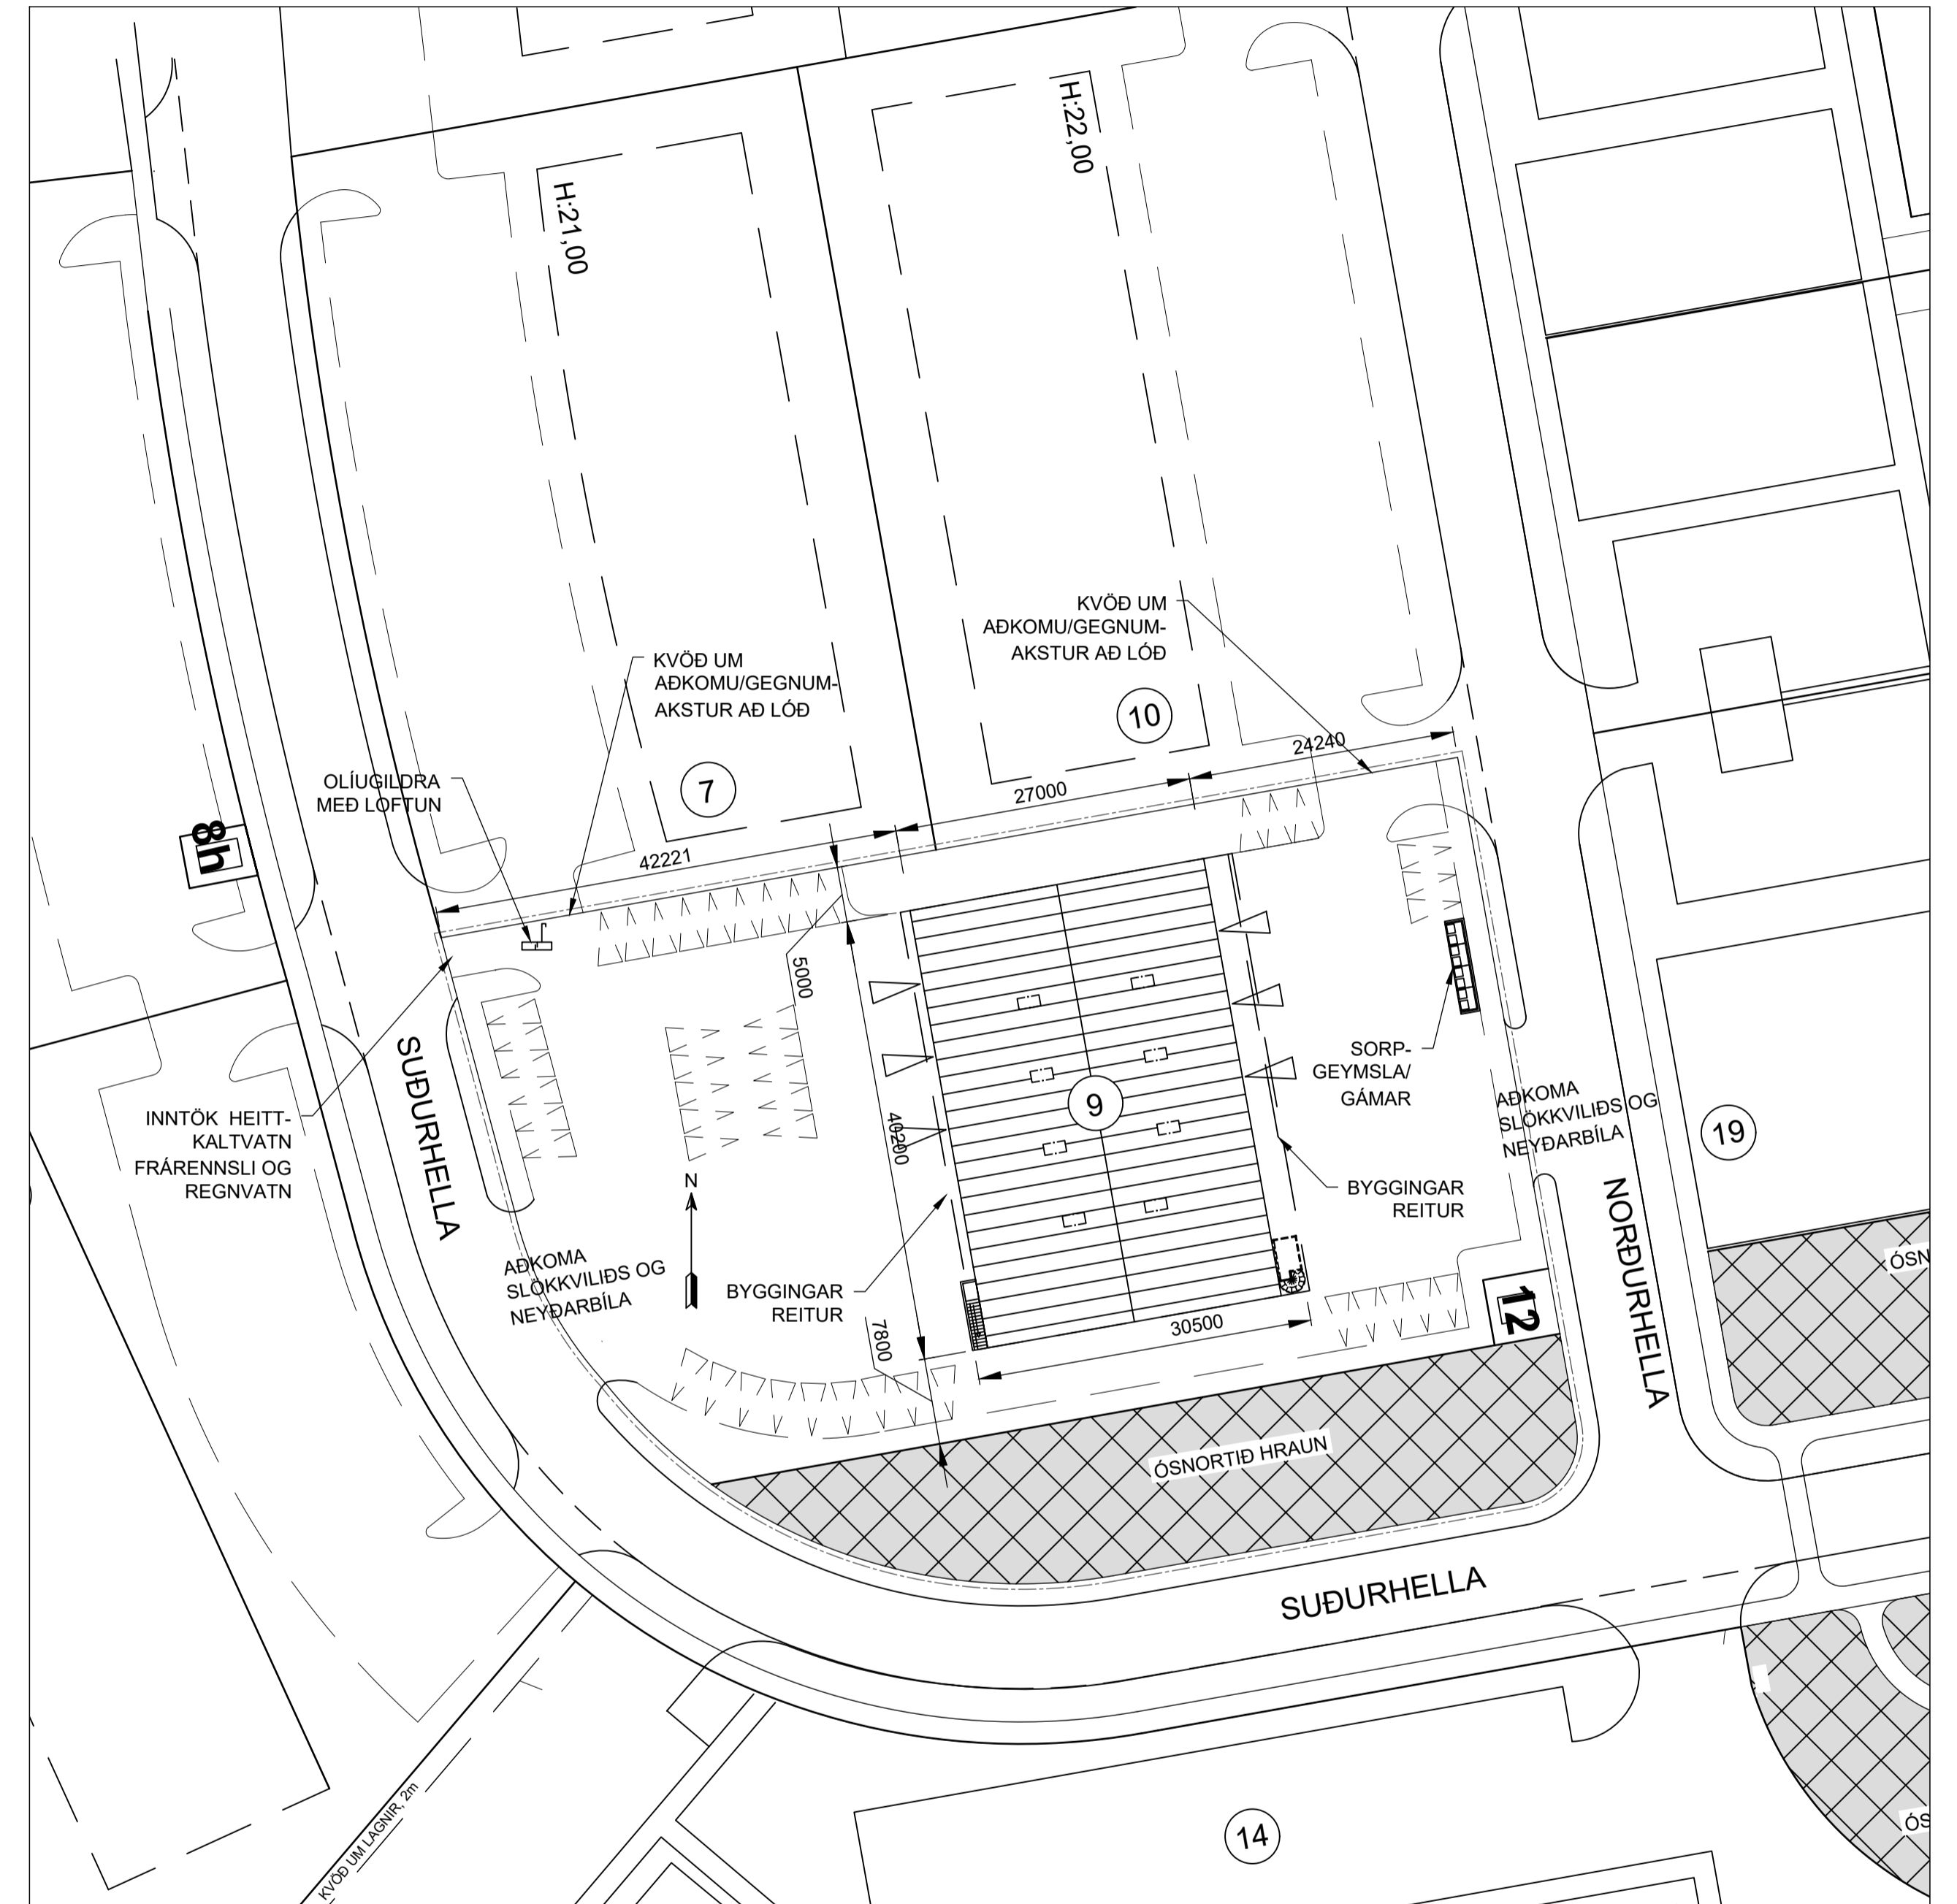 H:22,00
H:21,00
KVÖÐ UM
AÐKOMU/GEGNUM-
AKSTUR AÐ LÓÐ
KVÖÐ UM
AÐKOMU/GEGNUM-
AKSTUR AÐ LÓÐ
10
24240
7
27000
OLÍUGILDRA
MEÐ LOFTUN
8h
42221
5000
SUÐURHELLA
SORP-
GEYMSLA/
GÁMAR
9
40200
AÐKOMA
SLÖKKVILIÐS OG
NEYÐARBÍLA
19
INNTÖK HEITT-
KALTVATN
FRÁRENNSLI OG
REGNVATN
N
BYGGINGAR
REITUR
NORÐURHELLA
AÐKOMA
SLÖKKVILIÐS OG
NEYÐARBÍLA
BYGGINGAR
REITUR
12
30500
7800
ÓSN
ÓSNORTIÐ HRAUN
SUÐURHELLA
KVÖÐ UM LAGNIR, 2m
14
ÓS